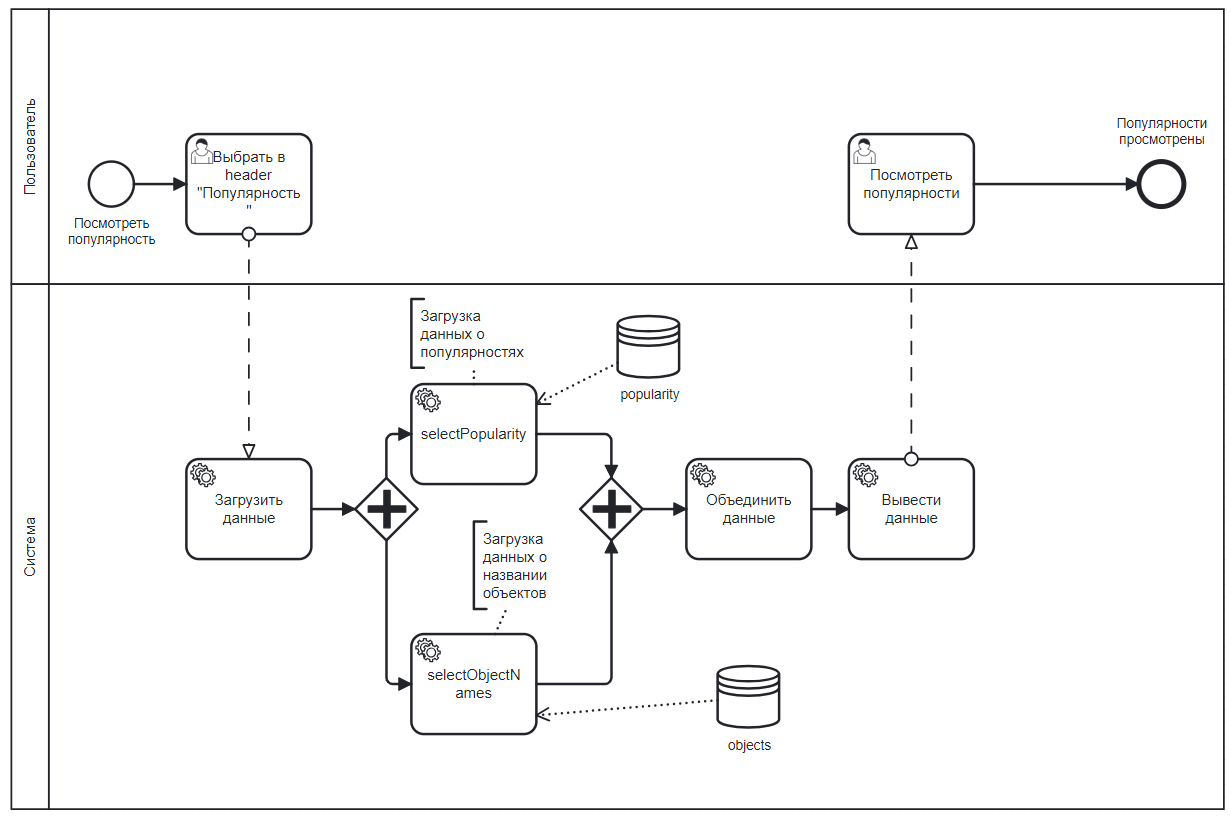 Пользователь
Посмотреть
популярность
Выбрать в
header
"Популярность
"
Посмотреть
популярности
Популярности
просмотрены
Система
Загрузить
данные
Загрузка
данных о
популярностях
selectPopularity
popularity
Загрузка
данных о
названии
объектов
selectObjectN
ames
objects
Объединить
данные
Вывести
данные